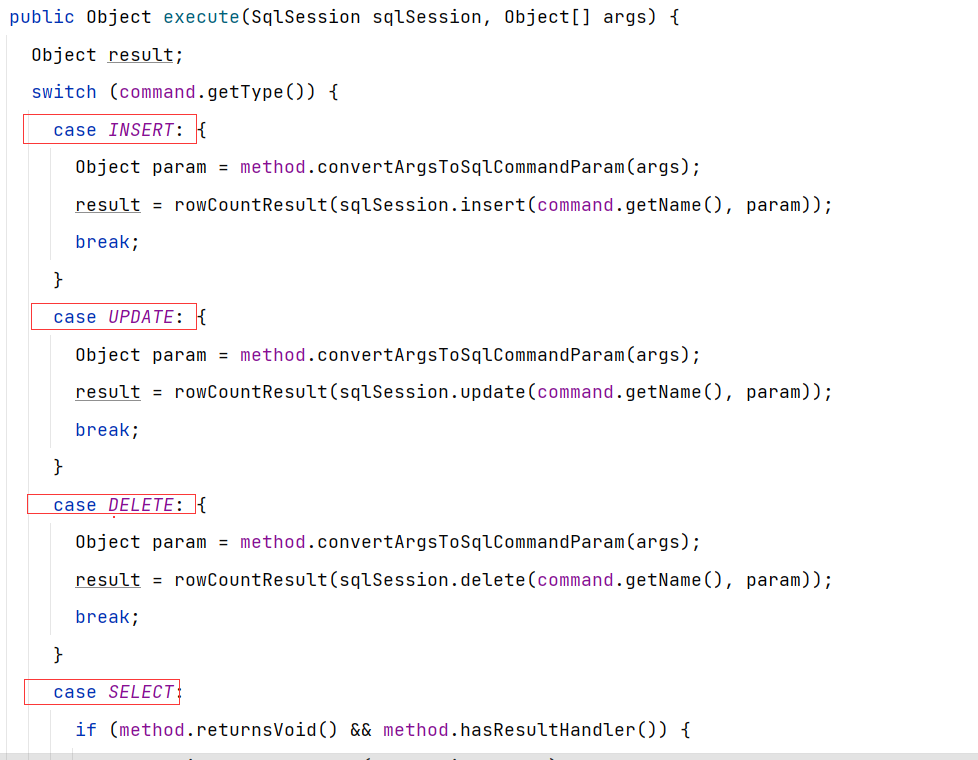 public Object execute(SqlSession sqlSession, Object[] args) {
Object result;
switch (command.getType()) {
case INSERT: {
Object param = method.convertArgsToSqlCommandParam(args);
result = rowCountResult(sqlSession.insert(command.getName(), param));
break;
}
case UPDATE: {
Object param = method.convertArgsToSqlCommandParam(args);
result = rowCountResult(sqlSession.update(command.getName(), param));
break;
}
case DELETE: {
Object param = method.convertArgsToSqlCommandParam(args);
result = rowCountResult(sqlSession.delete(command.getName(), param));
break;
}
case SELECT:
if (method.returnsVoid() && method.hasResultHandler()) {